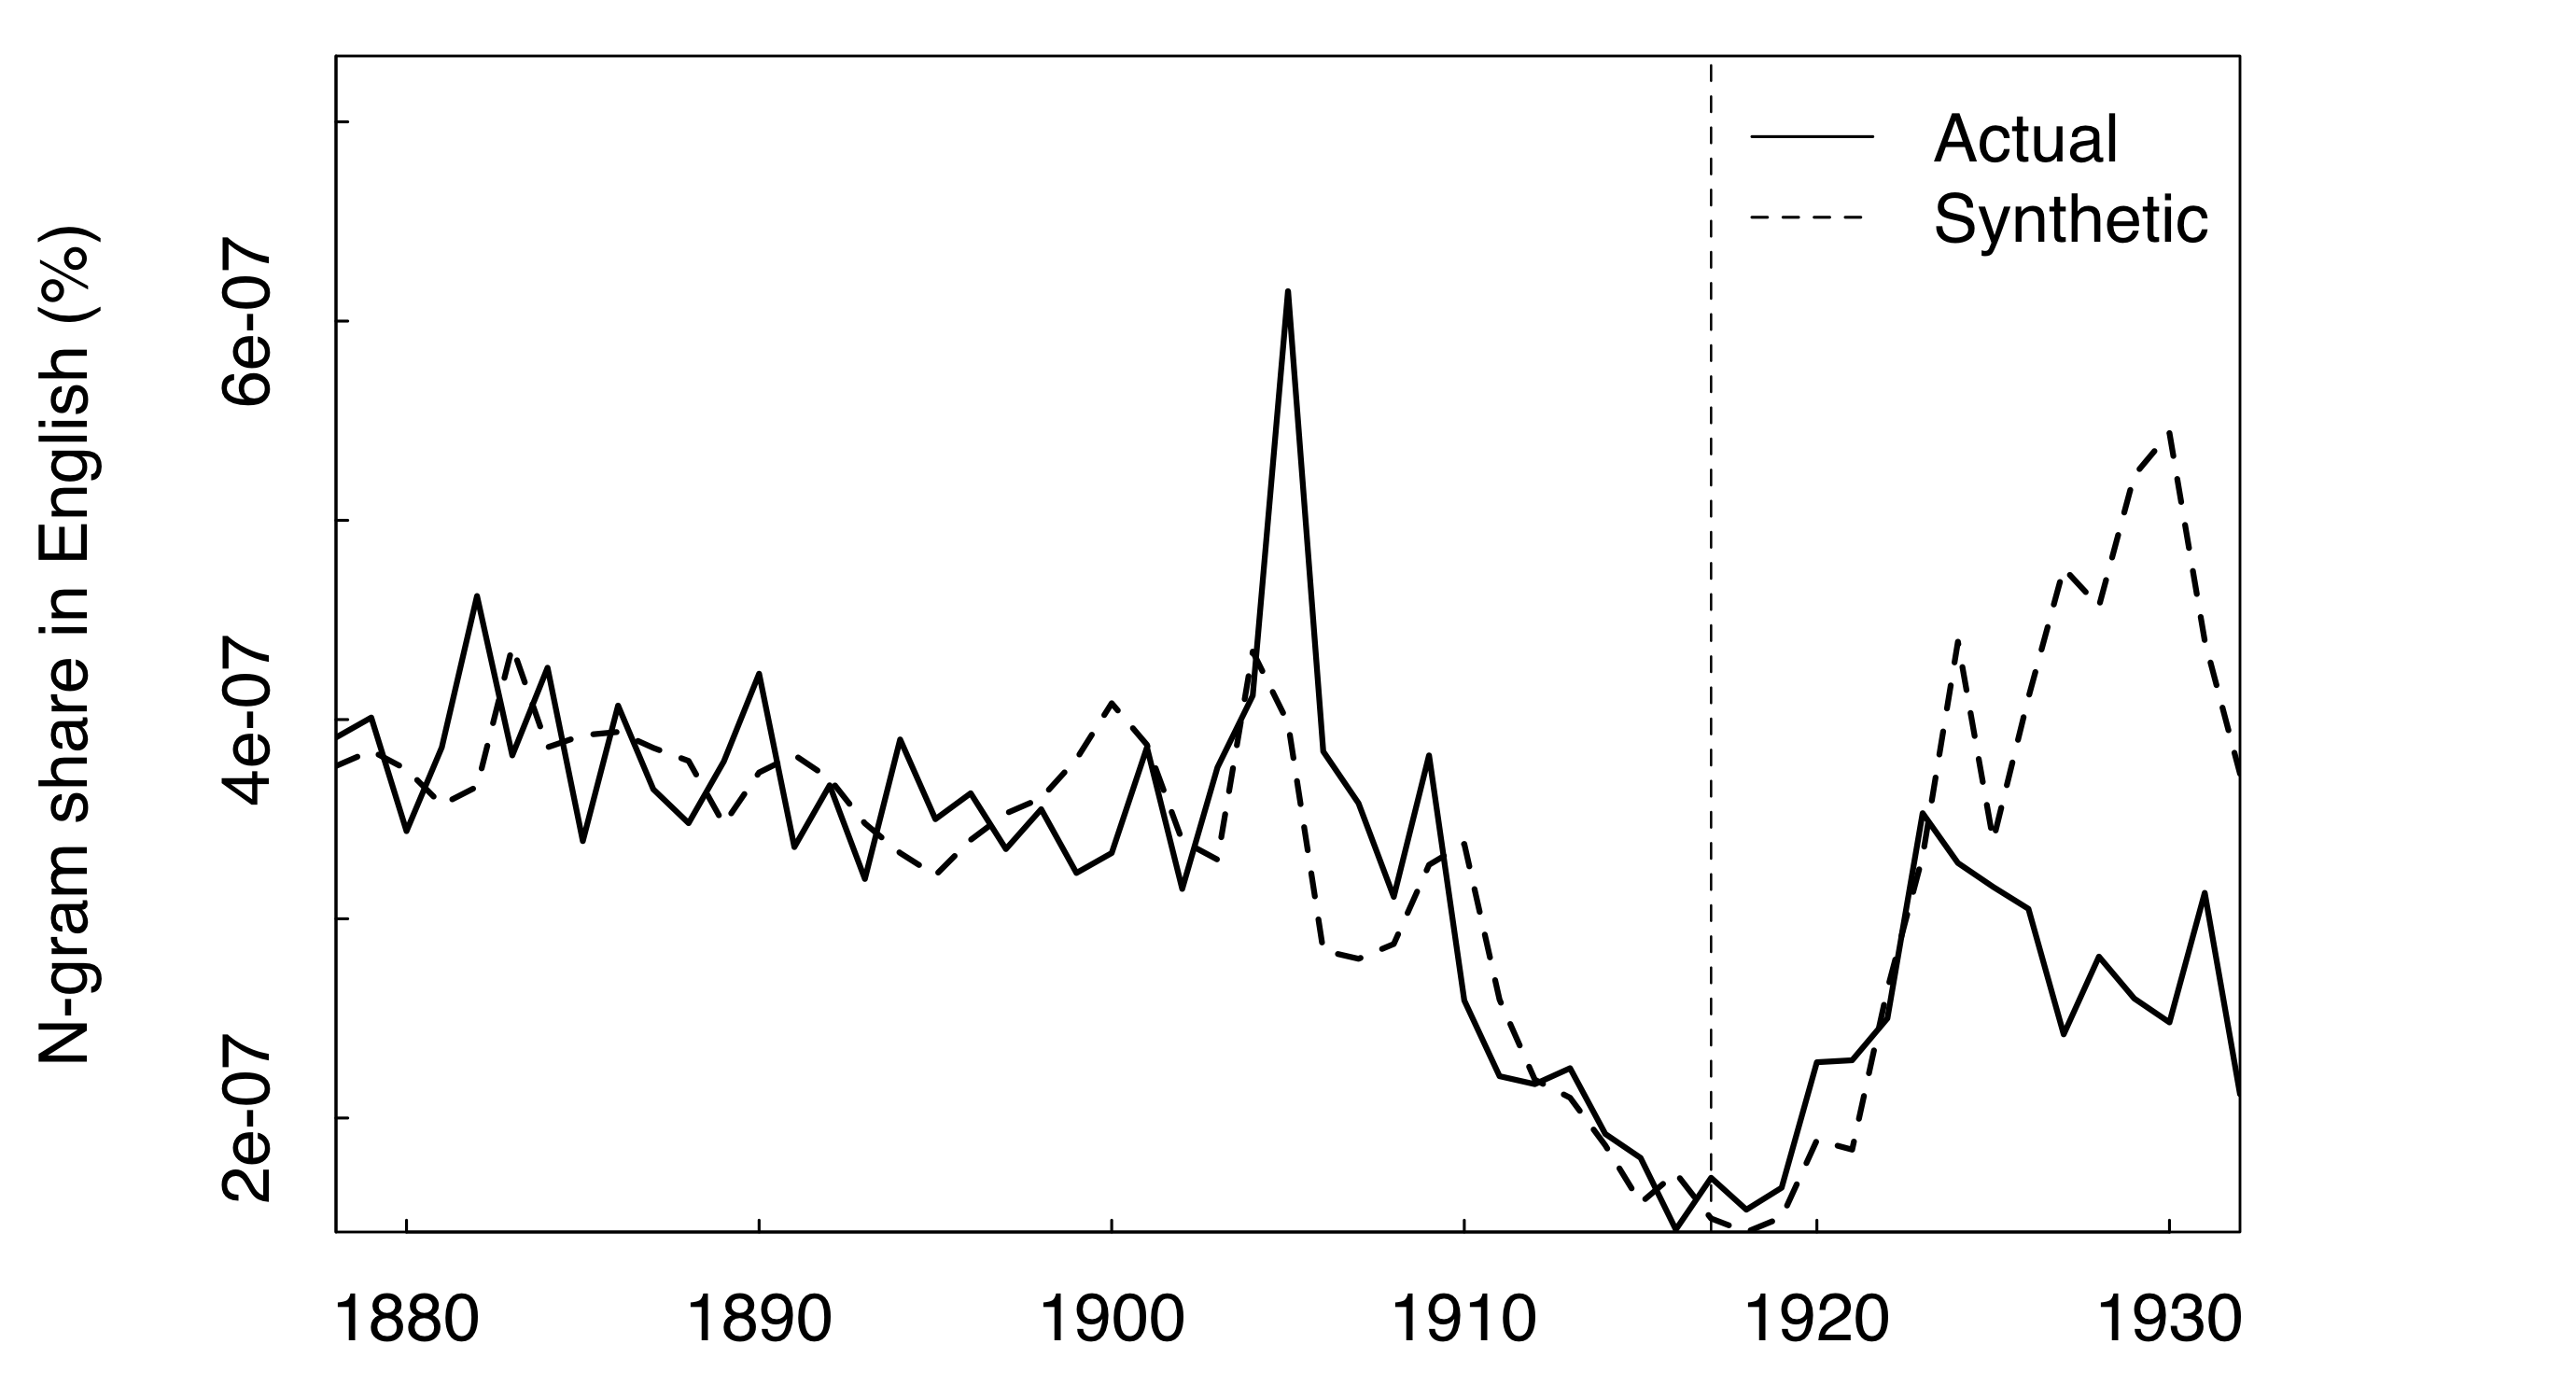 N-gram share in English (%)
6e-07
4e-07
2e-07
Actual
Synthetic
1880 1890 1900 1910 1920 1930